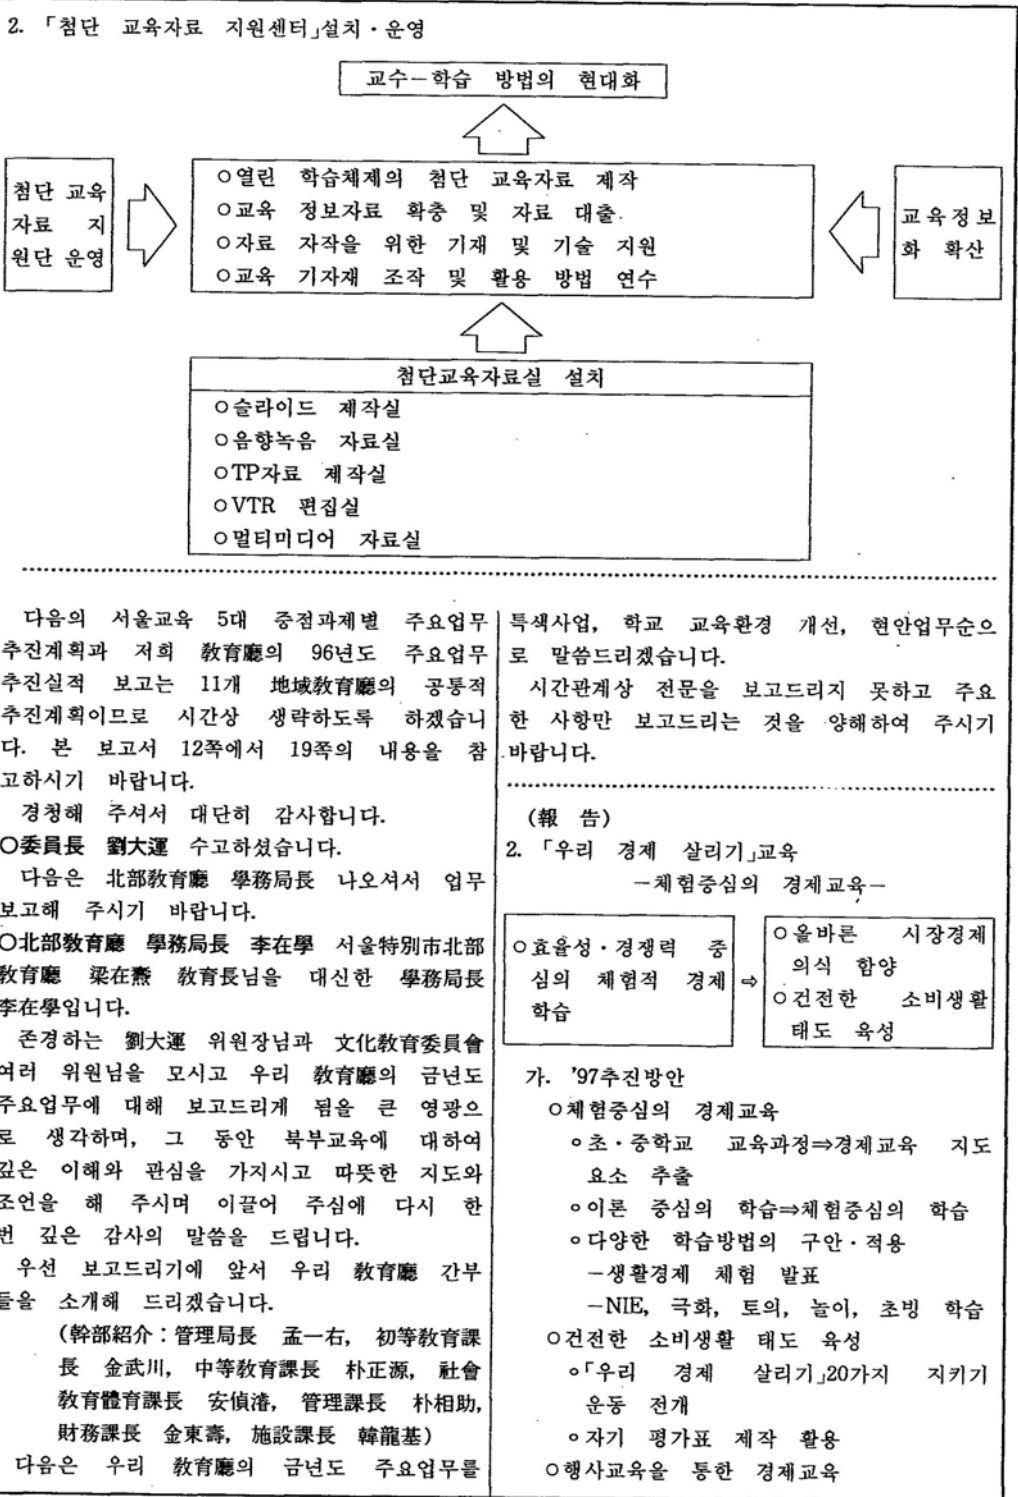 2. 「첨단 교육자료 지원센터」설치·운영
교수-학습 방법의 현대화
첨단 교육
자료 지
원단 운영
○열린 학습체제의 첨단 교육자료 제작
○교육 정보자료 확충 및 자료 대출
○자료 자작을 위한 기재 및 기술 지원
○교육 기자재 조작 및 활용 방법 연수
교육정보
화 확산
첨단교육자료실 설치
○슬라이드 제작실
○음향녹음 자료실
○TP자료 제작실
○VTR 편집실
○멀티미디어 자료실
다음의 서울교육 5대 중점과제별 주요업무
추진계획과 저희 敎育廳의 96년도 주요업무
추진실적 보고는 11개 地域敎育廳의 공통적
추진계획이므로 시간상 생략하도록 하겠습니
다. 본 보고서 12쪽에서 19쪽의 내용을 참
고하시기 바랍니다.
경청해 주셔서 대단히 감사합니다.
○委員長 劉大運 수고하셨습니다.
다음은 北部敎育廳 學務局長 나오셔서 업무
보고해 주시기 바랍니다.
○北部敎育廳 學務局長 李在學 서울特別市北部
敎育廳 梁在燾 敎育長님을 대신한 學務局長
李在學입니다.
존경하는 劉大運 위원장님과 文化敎育委員會
여러 위원님을 모시고 우리 敎育廳의 금년도
주요업무에 대해 보고드리게 됨을 큰 영광으
로 생각하며, 그 동안 북부교육에 대하여
깊은 이해와 관심을 가지시고 따뜻한 지도와
조언을 해 주시며 이끌어 주심에 다시 한
번 깊은 감사의 말씀을 드립니다.
우선 보고드리기에 앞서 우리 敎育廳 간부
들을 소개해 드리겠습니다.
(幹部紹介：管理局長 孟一右, 初等敎育課
長 金武川, 中等敎育課長 朴正源, 社會
敎育體育課長 安偵濬, 管理課長 朴相助,
財務課長 金東壽, 施設課長 韓龍基)
다음은 우리 敎育廳의 금년도 주요업무를
특색사업, 학교 교육환경 개선, 현안업무순으
로 말씀드리겠습니다.
시간관계상 전문을 보고드리지 못하고 주요
한 사항만 보고드리는 것을 양해하여 주시기
바랍니다.
(報 告)
2. 「우리 경제 살리기」교육
-체험중심의 경제교육-
○효율성·경쟁력 중
심의 체험적 경제
학습
⇨
○올바른 시장경제
의식 함양
○건전한 소비생활
태도 육성
가. '97추진방안
○체험중심의 경제교육
∘초·중학교 교육과정⇒경제교육 지도
요소 추출
∘이론 중심의 학습⇒체험중심의 학습
∘다양한 학습방법의 구안·적용
-생활경제 체험 발표
-NIE, 극화, 토의, 놀이, 초빙 학습
○건전한 소비생활 태도 육성
∘「우리 경제 살리기」20가지 지키기
운동 전개
∘자기 평가표 제작 활용
○행사교육을 통한 경제교육